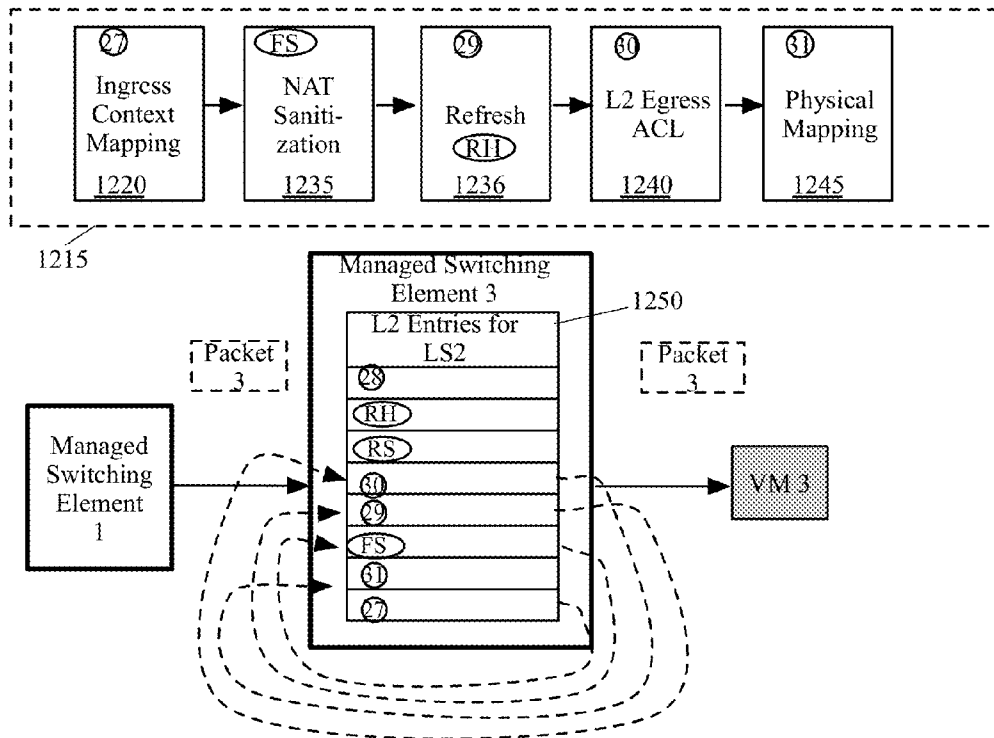 27
Ingress
Context
Mapping
1220
FS
NAT
Saniti-
zation
1235
29
Refresh
RH
1236
30
L2 Egress
ACL
1240
31
Physical
Mapping
1245
1215
Managed Switching
Element 3
1250
L2 Entries for
LS2
28
RH
RS
30
29
FS
31
27
Packet
3
Packet
3
Managed
Switching
Element
1
VM 3